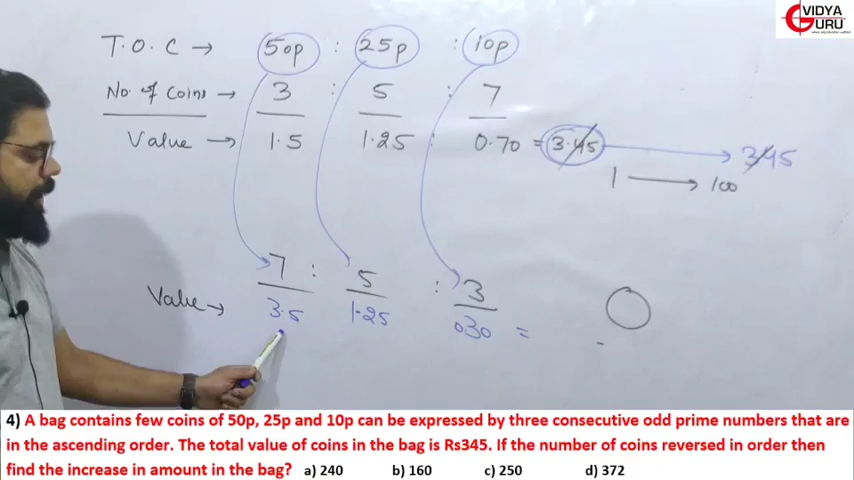 VIDYA
GURU
T.O.C → 50p : 25p : 10p
No. of Coins → 3 : 5 : 7
Value → 1.5 1.25 : 0.70 = 3.45 → 345
1 → 100
7 : 5 : 3
Value → 3.5 1.25 0.30 =
4) A bag contains few coins of 50p, 25p and 10p can be expressed by three consecutive odd prime numbers that are
in the ascending order. The total value of coins in the bag is Rs345. If the number of coins reversed in order then
find the increase in amount in the bag? a) 240 b) 160 c) 250 d) 372